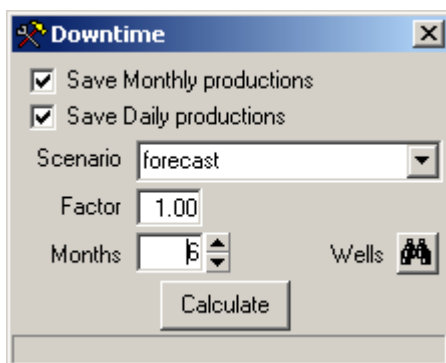 Downtime
Save Monthly productions
Save Daily productions
Scenario forecast
Factor 1.00
Months 6 Wells
Calculate